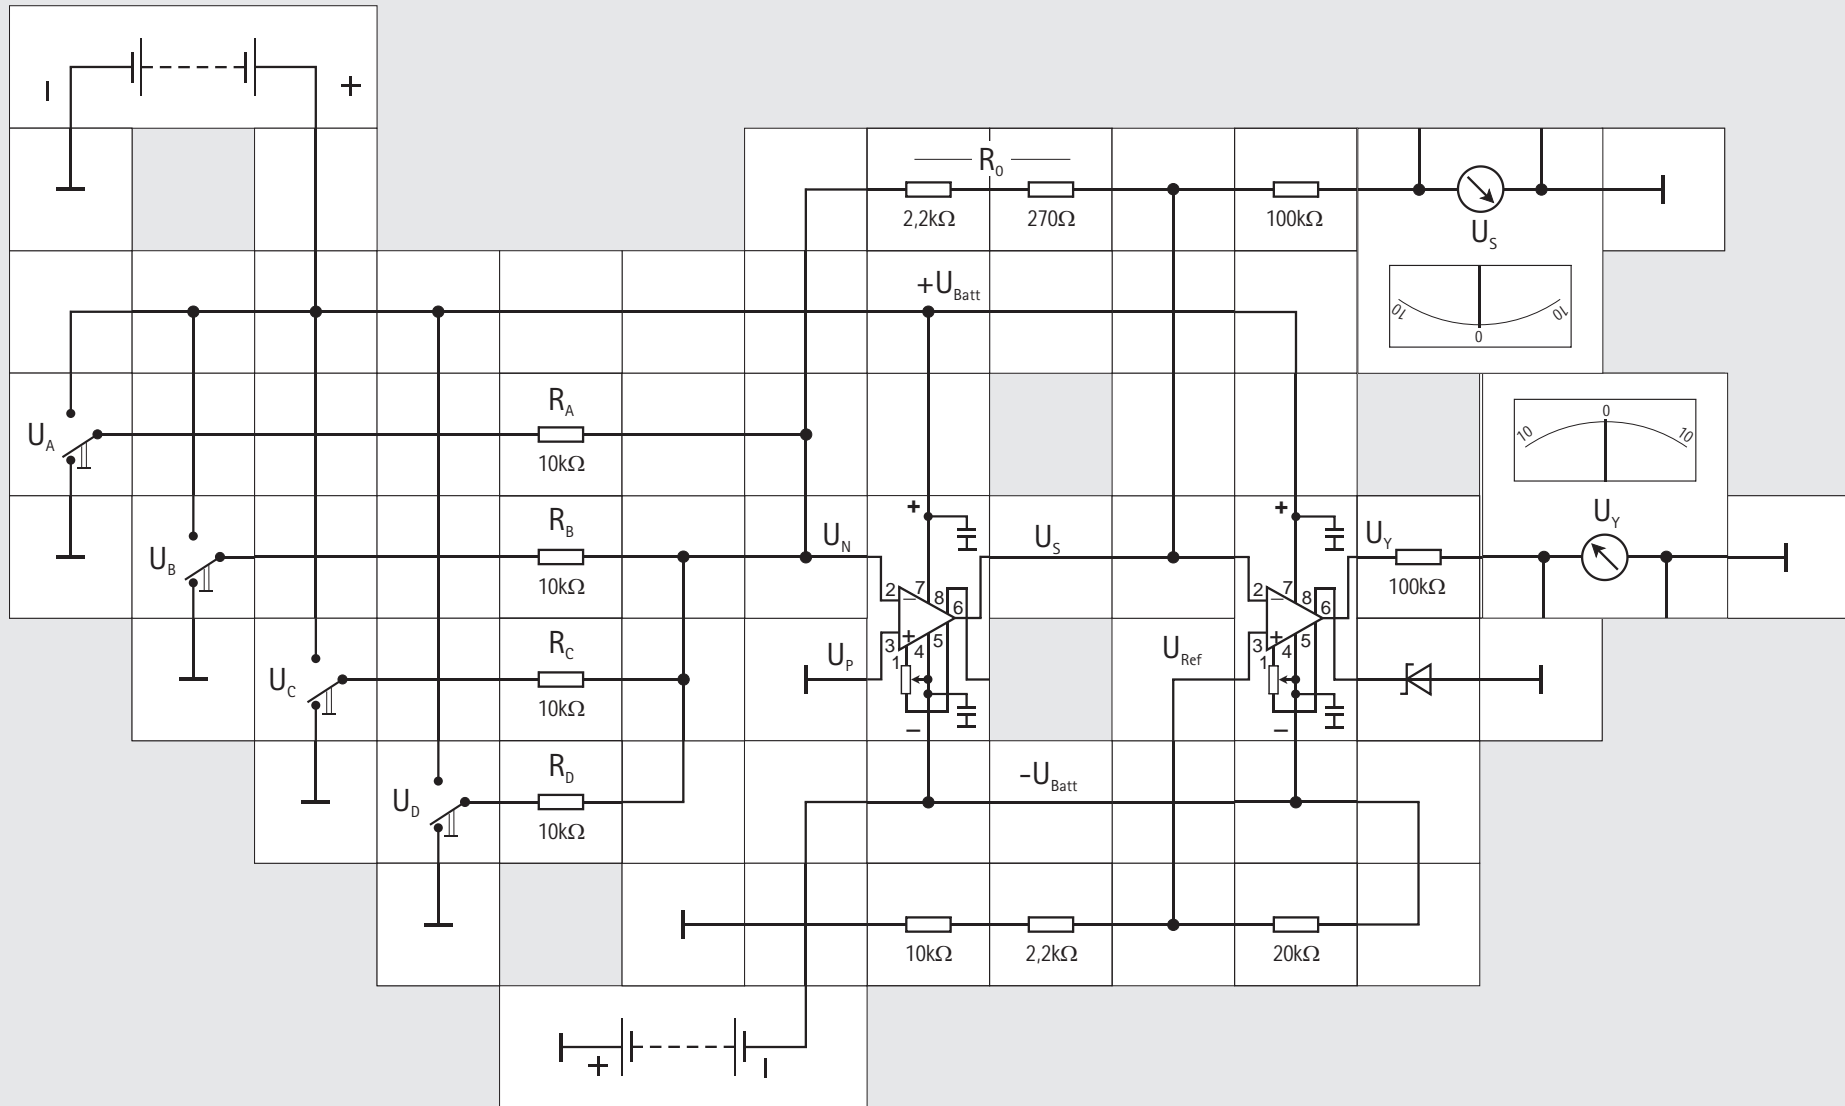 – +
R0
2,2kΩ 270Ω 100kΩ
US
+UBatt
10 0 10
RA
UA
10kΩ
10 0 10
RB
UB
10kΩ
UN
US
UY
100kΩ
UY
+ +
2 – 7 8 6
3 + 4 5
1
2 – 7 8 6
3 + 4 5
1
RC
UC
10kΩ
UP
URef
– –
RD
UD
10kΩ
-UBatt
10kΩ 2,2kΩ 20kΩ
+ –